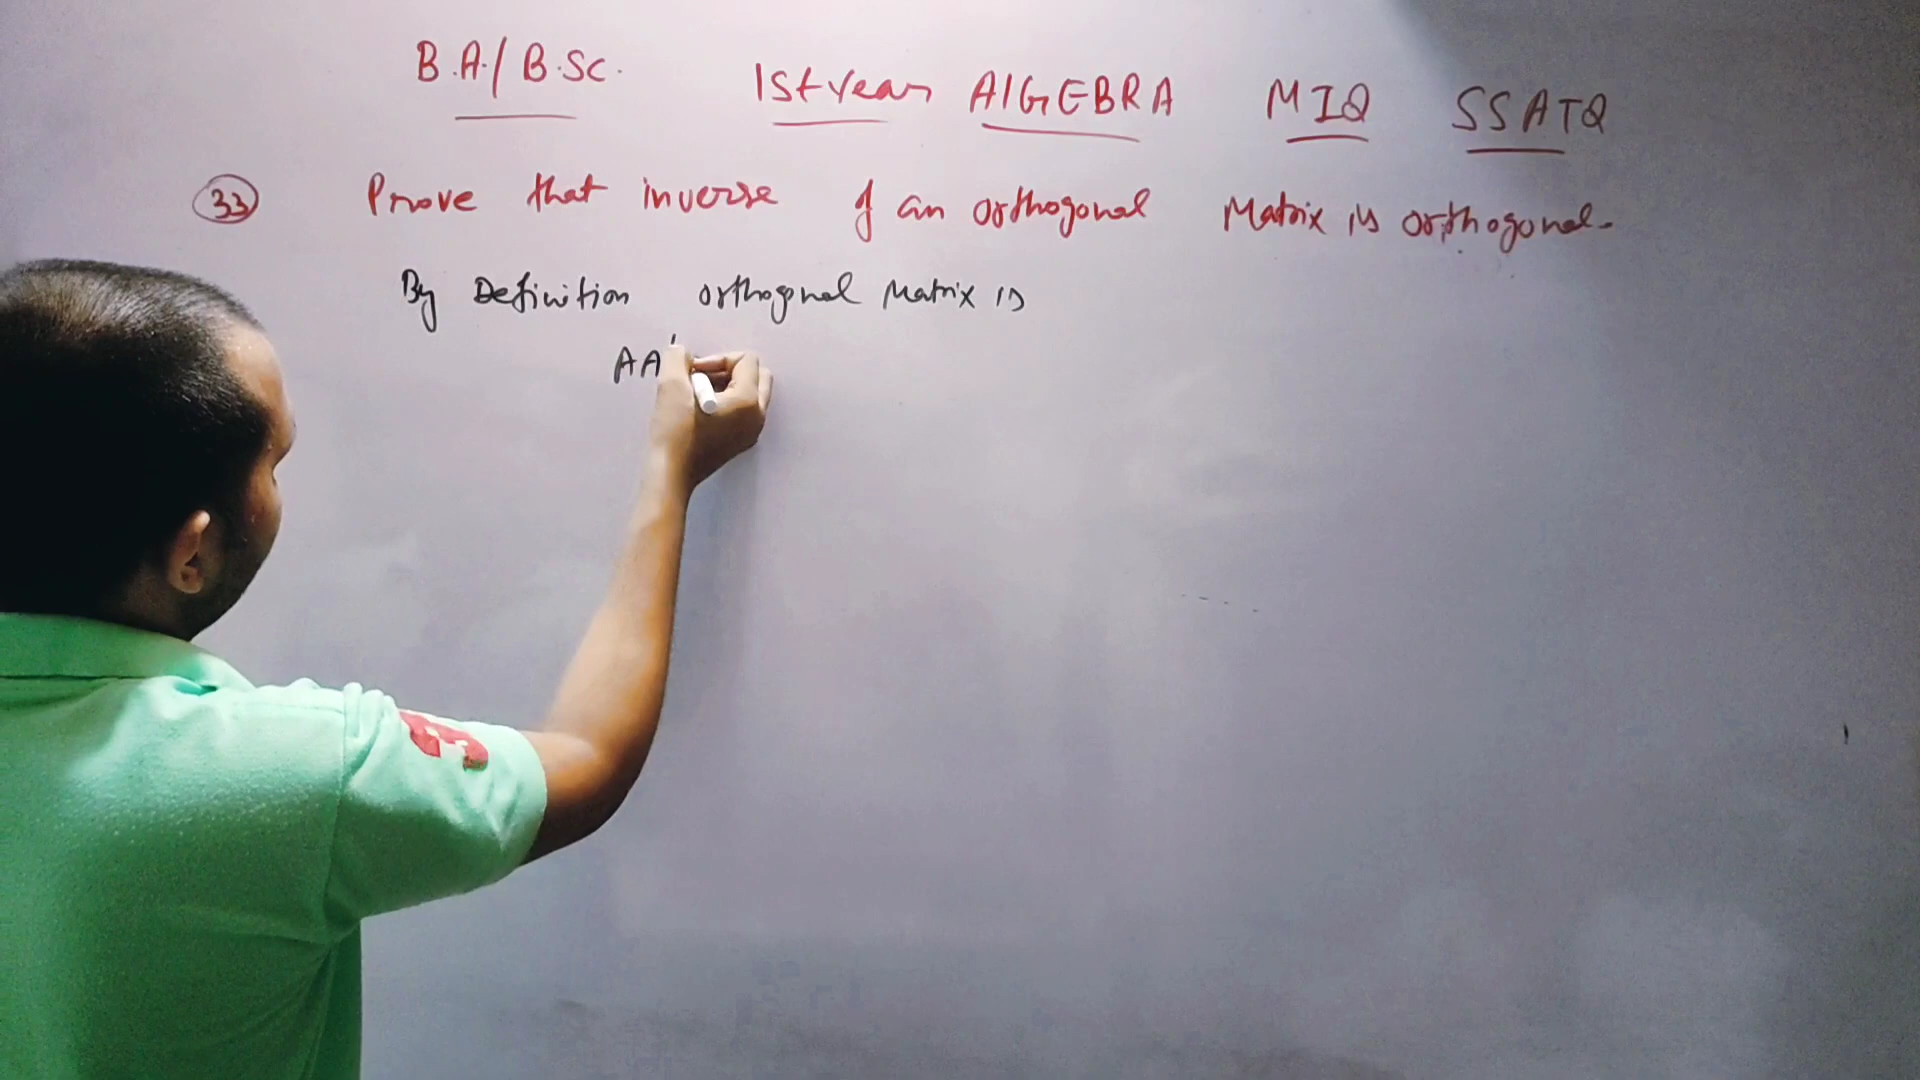 B.A./B.Sc. 1st year AlGEBRA MIQ SSATQ
33 Prove that inverse of an orthogonal Matrix is orthogonal.
By Definition orthogonal Matrix is
AA'